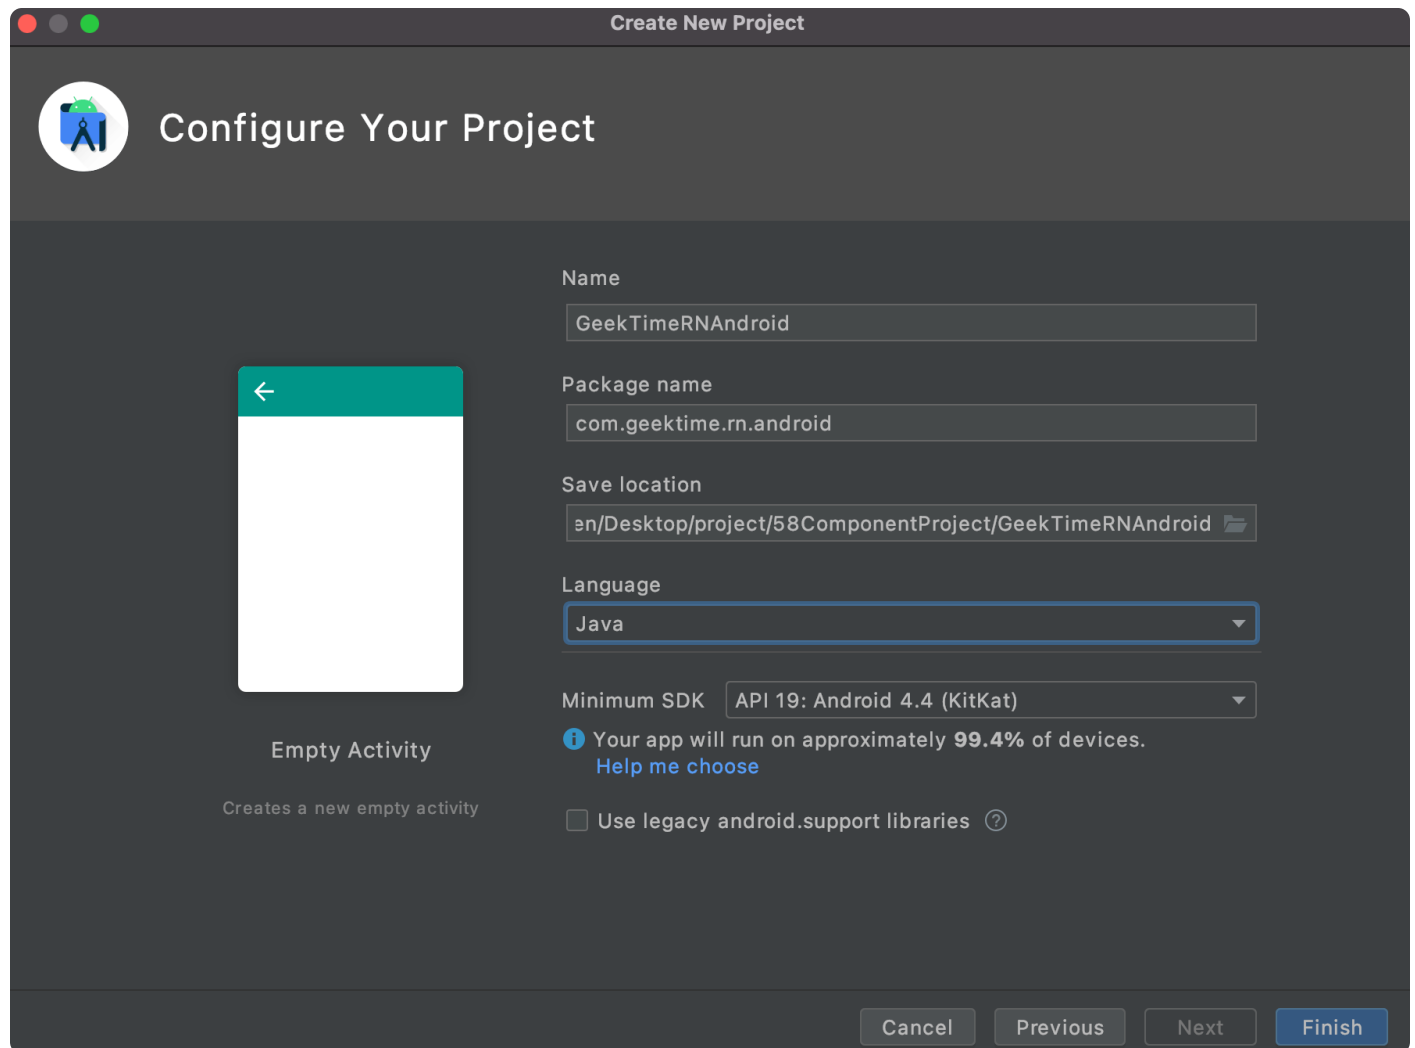 Create New Project
Configure Your Project
Name
GeekTimeRNAndroid
Package name
com.geektime.rn.android
Save location
en/Desktop/project/58ComponentProject/GeekTimeRNAndroid
Language
Java
Minimum SDK API 19: Android 4.4 (KitKat)
Your app will run on approximately 99.4% of devices.
Help me choose
Use legacy android.support libraries ?
Empty Activity
Creates a new empty activity
Cancel Previous Next Finish